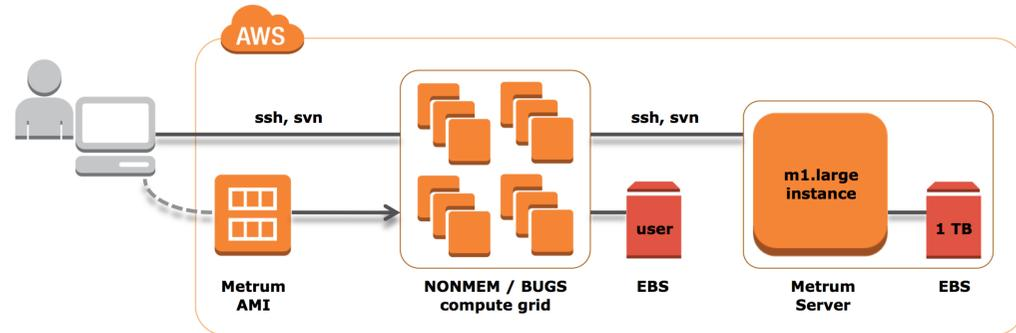 AWS
ssh, svn
ssh, svn
m1.large
instance
user
1 TB
Metrum
AMI
NONMEM / BUGS
compute grid
EBS
Metrum
Server
EBS